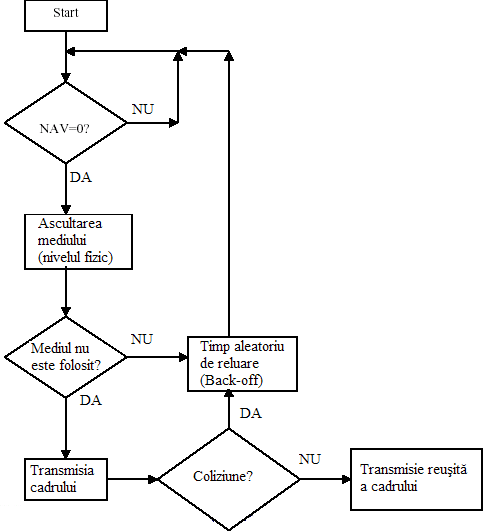 Start
NU
NAV=0?
DA
Ascultarea
mediului
(nivelul fizic)
Mediul nu
este folosit?
NU
Timp aleatoriu
de reluare
(Back-off)
DA
DA
Transmisia
cadrului
Coliziune?
NU
Transmisie reuşită
a cadrului